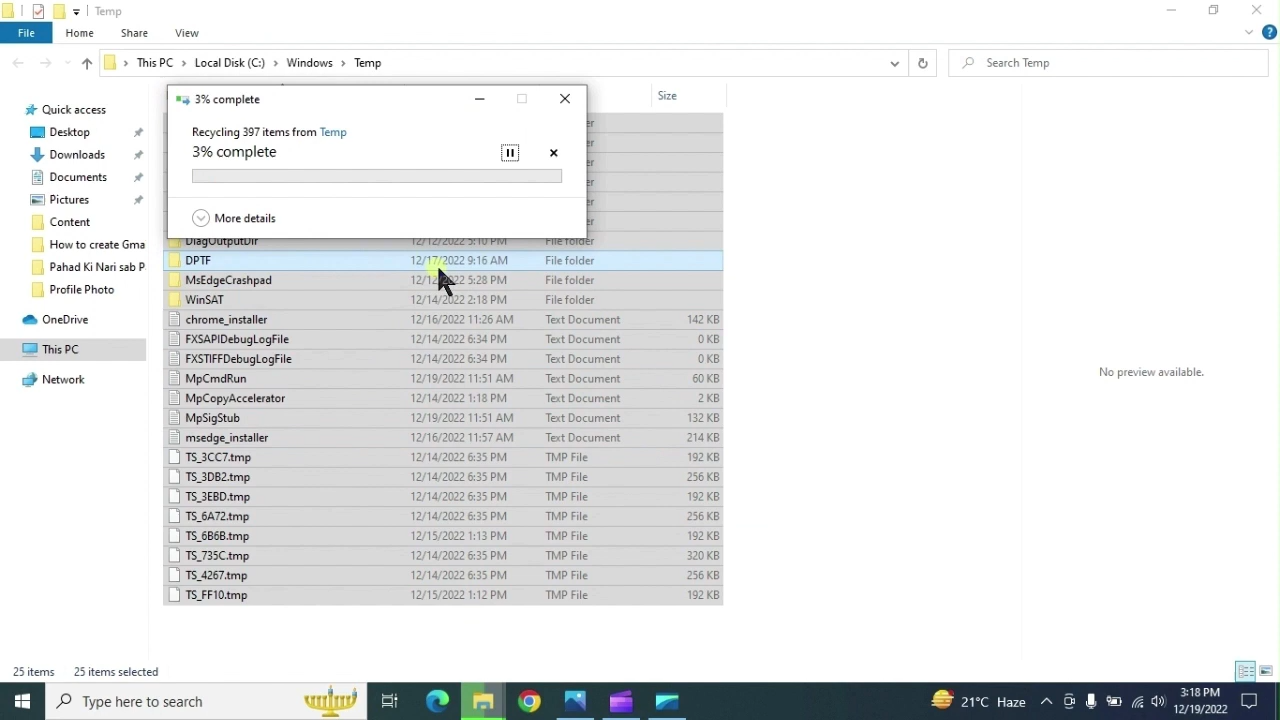 Temp
File Home Share View
This PC Local Disk (C:) Windows Temp
Search Temp
Quick access
Desktop
Downloads
Documents
Pictures
Content
How to create Gma
Pahad Ki Nari sab P
Profile Photo
OneDrive
This PC
Network
Size
3% complete
Recycling 397 items from Temp
3% complete
More details
DiagOutputDir 12/12/2022 5:10 PM File folder
DPTF 12/17/2022 9:16 AM File folder
MsEdgeCrashpad 12/12/2022 5:28 PM File folder
WinSAT 12/14/2022 2:18 PM File folder
chrome_installer 12/16/2022 11:26 AM Text Document 142 KB
FXSAPIDebugLogFile 12/14/2022 6:34 PM Text Document 0 KB
FXSTIFFDebugLogFile 12/14/2022 6:34 PM Text Document 0 KB
MpCmdRun 12/19/2022 11:51 AM Text Document 60 KB
MpCopyAccelerator 12/14/2022 1:18 PM Text Document 2 KB
MpSigStub 12/19/2022 11:51 AM Text Document 132 KB
msedge_installer 12/16/2022 11:57 AM Text Document 214 KB
TS_3CC7.tmp 12/14/2022 6:35 PM TMP File 192 KB
TS_3DB2.tmp 12/14/2022 6:35 PM TMP File 256 KB
TS_3EBD.tmp 12/14/2022 6:35 PM TMP File 192 KB
TS_6A72.tmp 12/14/2022 6:35 PM TMP File 256 KB
TS_6B6B.tmp 12/15/2022 1:13 PM TMP File 192 KB
TS_735C.tmp 12/14/2022 6:35 PM TMP File 320 KB
TS_4267.tmp 12/14/2022 6:35 PM TMP File 256 KB
TS_FF10.tmp 12/15/2022 1:12 PM TMP File 192 KB
No preview available.
25 items 25 items selected
Type here to search
21°C Haze
3:18 PM
12/19/2022